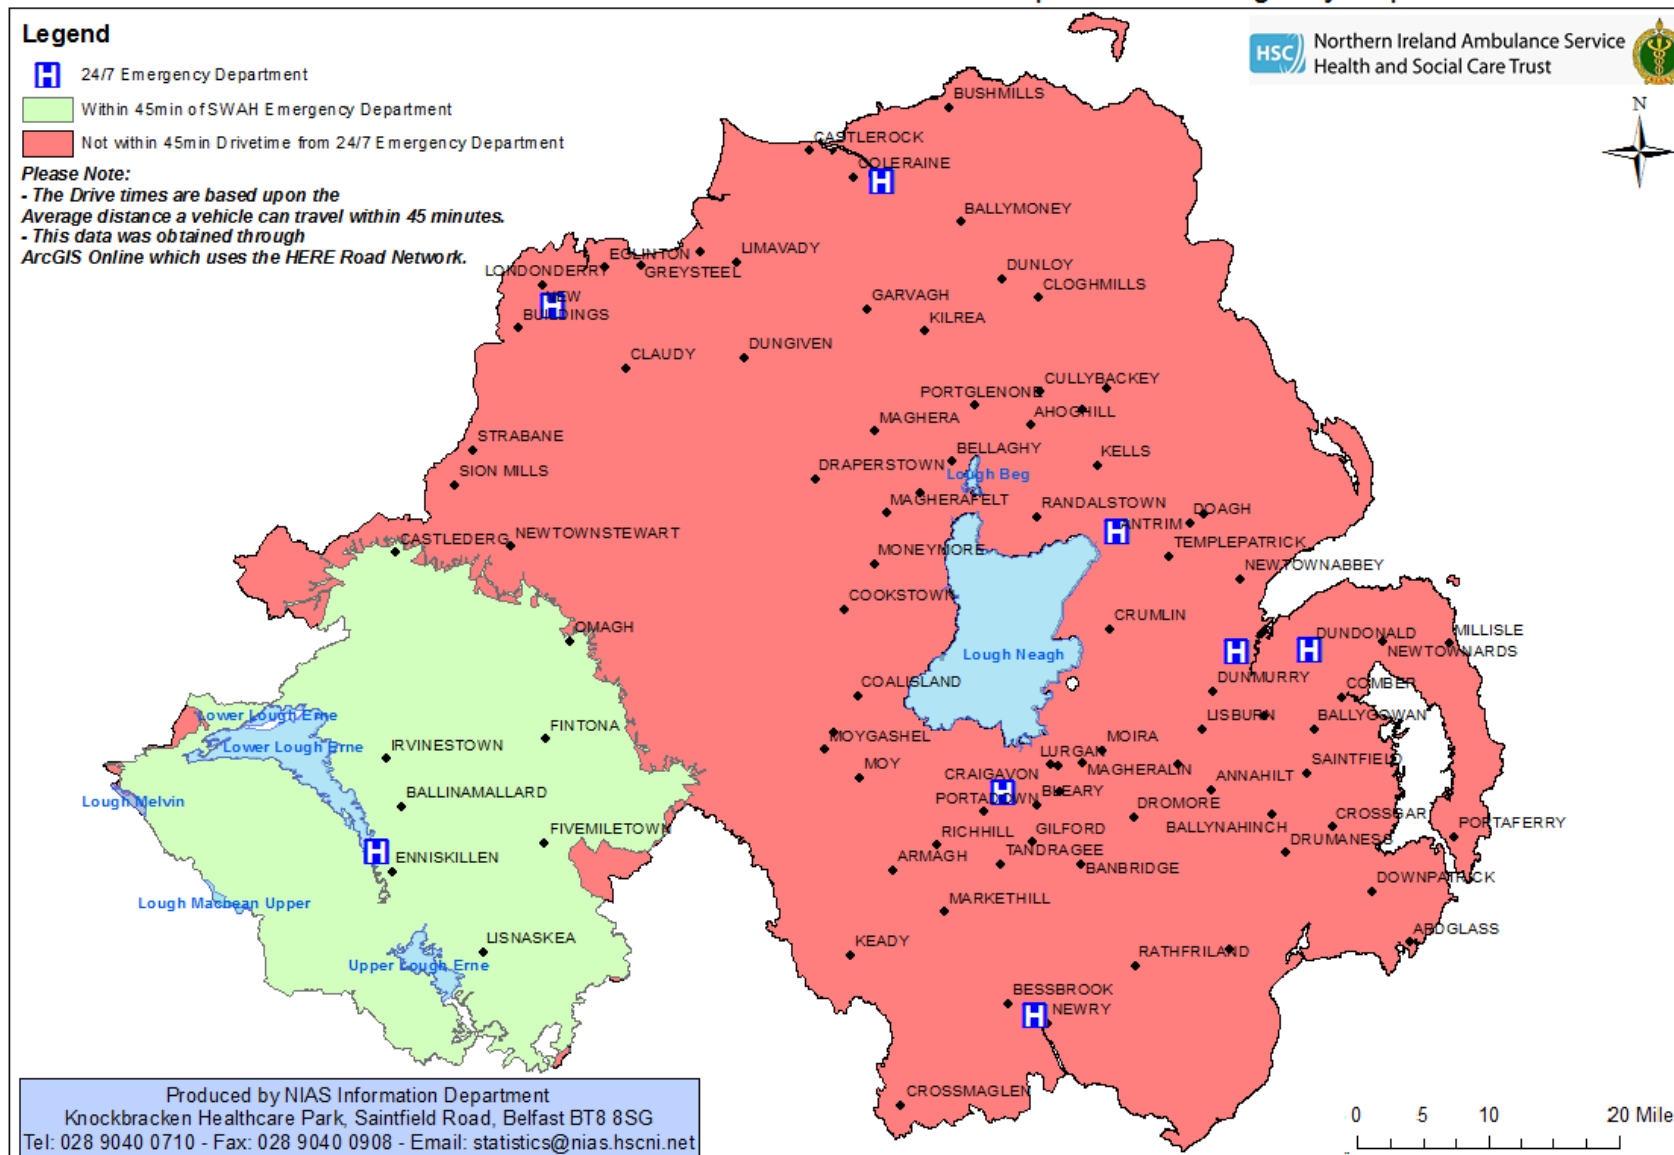 Legend
24/7 Emergency Department
Within 45min of SWAH Emergency Department
Not within 45min Drivetime from 24/7 Emergency Department
Please Note:
- The Drive times are based upon the
Average distance a vehicle can travel within 45 minutes.
- This data was obtained through
ArcGIS Online which uses the HERE Road Network.
HSC
Northern Ireland Ambulance Service
Health and Social Care Trust
N
BUSHMILLS
CASTLEROCK
COLERAINE
H
BALLYMONEY
LIMAVADY
EGLINTON
GREYSTEEL
LONDONDERRY
NEW
BUILDINGS
H
DUNLOY
CLOGHMILLS
GARVAGH
KILREA
DUNGIVEN
CLAUDY
CULLYBACKEY
PORTGLENONE
AHOGHILL
MAGHERA
STRABANE
SION MILLS
BELLAGHY
KELLS
DRAPERSTOWN
Lough Beg
MAGHERAFELT
RANDALSTOWN
DOAGH
H
ANTRIM
TEMPLEPATRICK
CASTLEDERG
NEWTOWNSTEWART
MONEYMORE
NEWTOWNABBEY
COOKSTOWN
CRUMLIN
OMAGH
Lough Neagh
H
H
DUNDONALD
MILLISLE
NEWTOWNARDS
DUNMURRY
COMBER
COALISLAND
Lower Lough Erne
Lower Lough Erne
FINTONA
IRVINESTOWN
LISBURN
BALLYGOWAN
MOYGASHEL
MOY
LURGAN
MOIRA
MAGHERALIN
SAINTFIELD
ANNAHILT
CRAIGAVON
H
BLEARY
PORTADOWN
Lough Melvin
BALLINAMALLARD
DROMORE
BALLYNAHINCH
CROSSGAR
PORTAFERRY
FIVEMILETOWN
RICHHILL
GILFORD
DRUMANESS
H
ENNISKILLEN
ARMAGH
TANDRAGEE
BANBRIDGE
DOWNPATRICK
Lough Macnean Upper
MARKETHILL
ARDGLASS
LISNASKEA
Upper Lough Erne
KEADY
RATHFRILAND
BESSBROOK
H
NEWRY
CROSSMAGLEN
Produced by NIAS Information Department
Knockbracken Healthcare Park, Saintfield Road, Belfast BT8 8SG
Tel: 028 9040 0710 - Fax: 028 9040 0908 - Email: statistics@nias.hscni.net
0 5 10 20 Mile